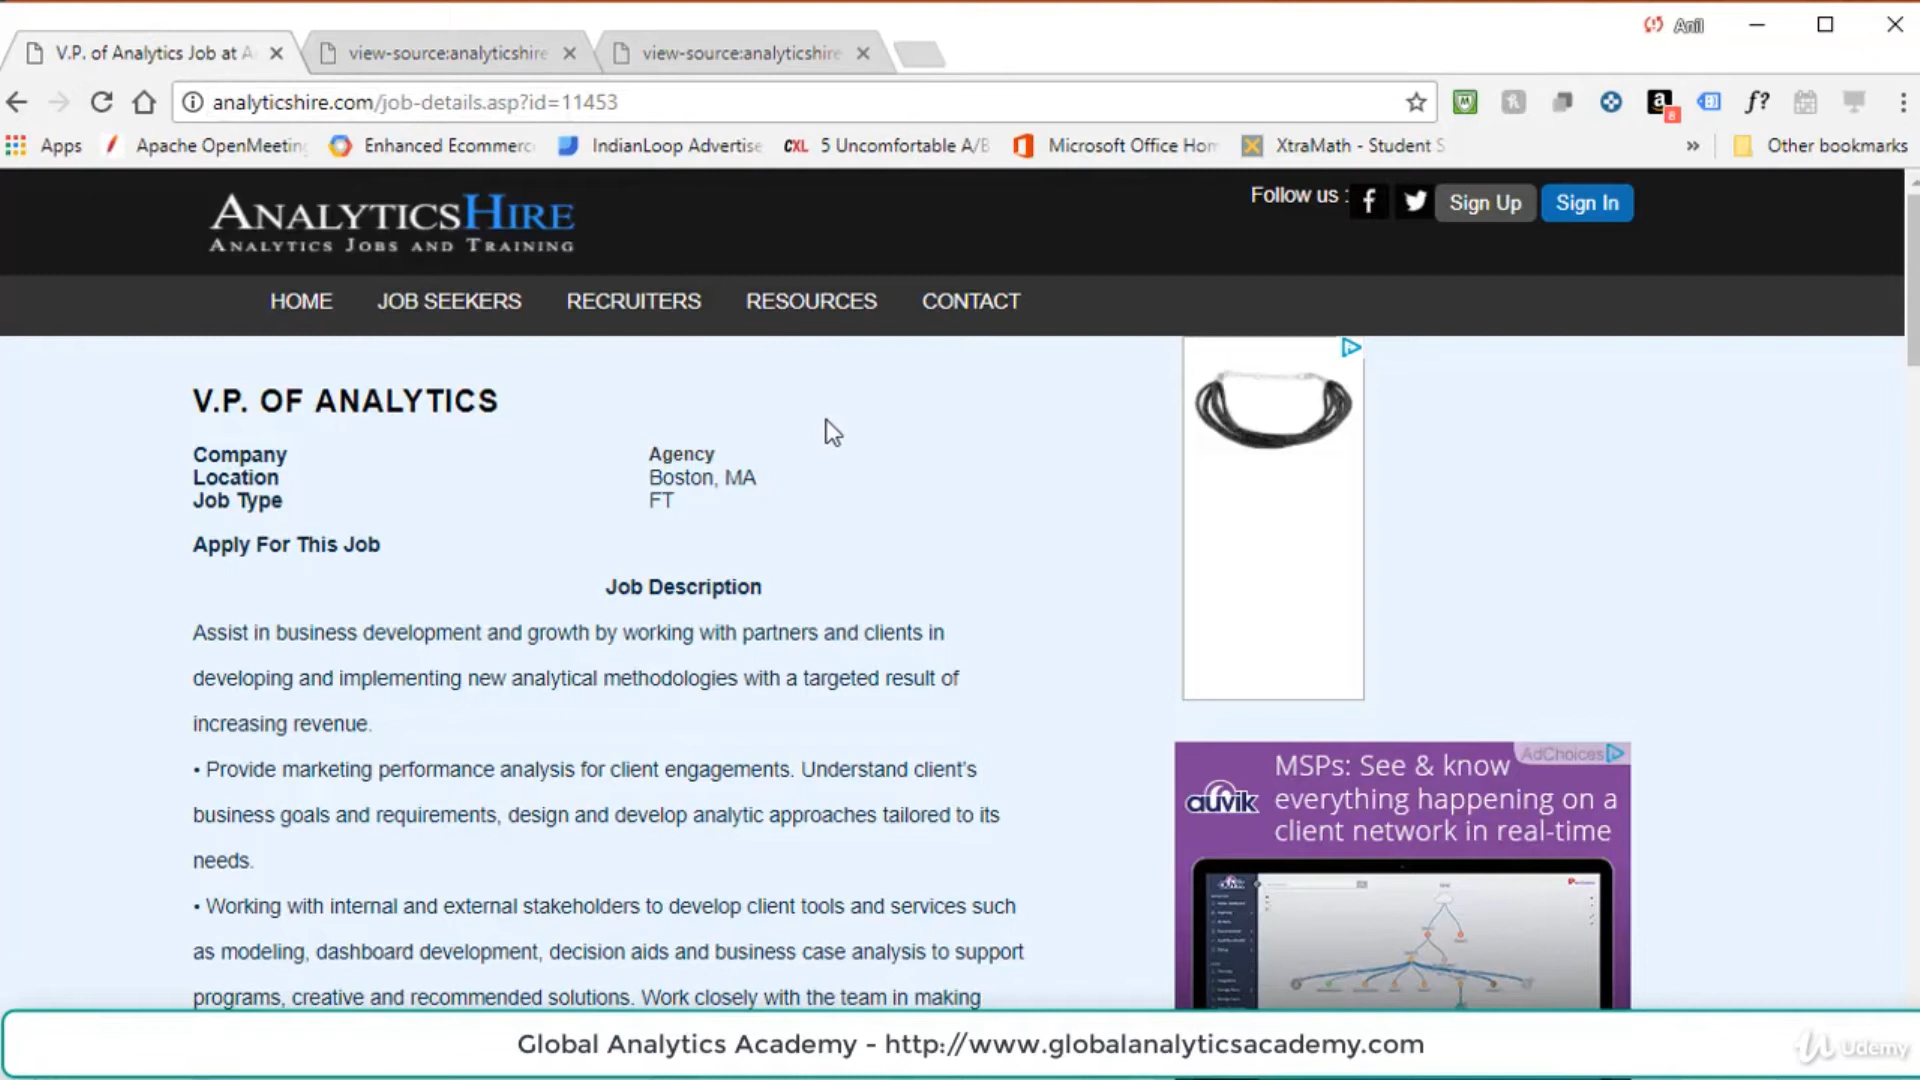 Anil
V.P. of Analytics Job at A
view-source:analyticshire
view-source:analyticshire
analyticshire.com/job-details.asp?id=11453
8
f?
Apps
Apache OpenMeeting
Enhanced Ecommerc
IndianLoop Advertise
CXL 5 Uncomfortable A/B
Microsoft Office Hom
XtraMath - Student S
»
Other bookmarks
ANALYTICSHIRE
ANALYTICS JOBS AND TRAINING
Follow us :
Sign Up
Sign In
HOME
JOB SEEKERS
RECRUITERS
RESOURCES
CONTACT
V.P. OF ANALYTICS
Company Agency
Location Boston, MA
Job Type FT
Apply For This Job
Job Description
Assist in business development and growth by working with partners and clients in
developing and implementing new analytical methodologies with a targeted result of
increasing revenue.
• Provide marketing performance analysis for client engagements. Understand client's
business goals and requirements, design and develop analytic approaches tailored to its
needs.
• Working with internal and external stakeholders to develop client tools and services such
as modeling, dashboard development, decision aids and business case analysis to support
programs, creative and recommended solutions. Work closely with the team in making
AdChoices
auvik
MSPs: See & know
everything happening on a
client network in real-time
Global Analytics Academy - http://www.globalanalyticsacademy.com
Udemy